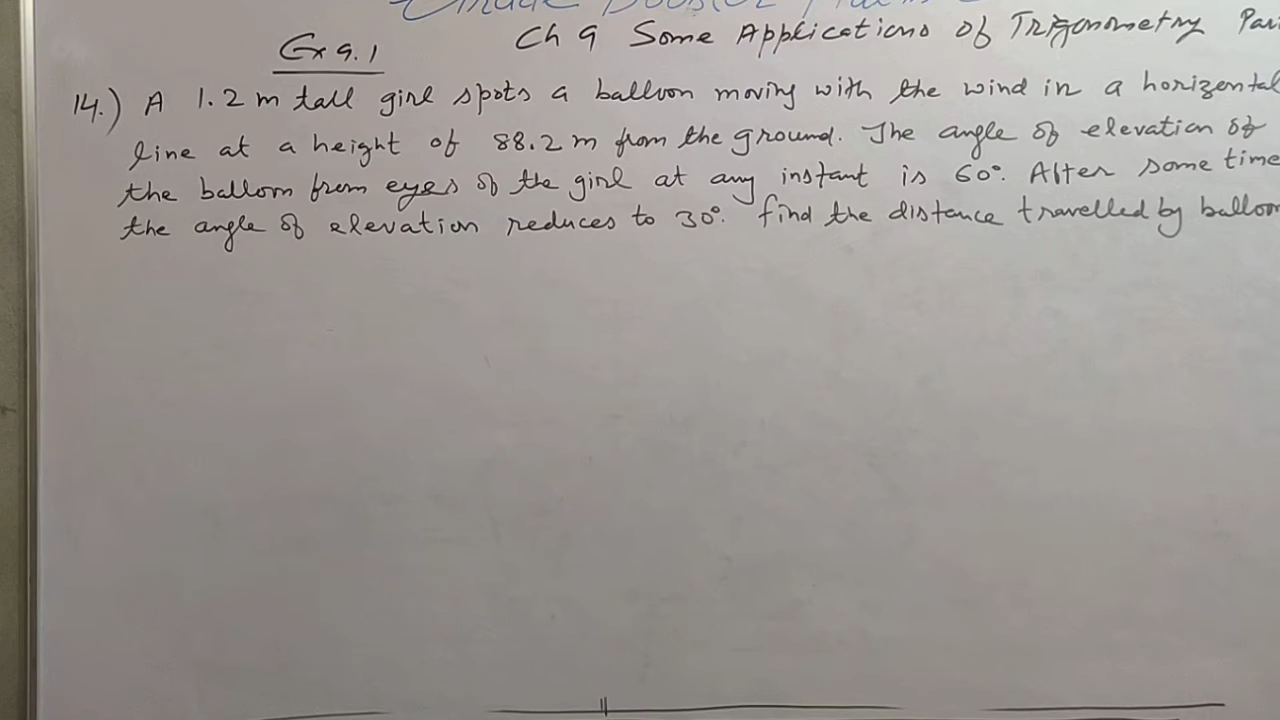 Ex 9.1 Ch 9 Some Applications of Trigonometry
14.) A 1.2 m tall girl spots a balloon moving with the wind in a horizontal
line at a height of 88.2 m from the ground. The angle of elevation of
the balloon from eyes of the girl at any instant is 60°. After some time
the angle of elevation reduces to 30°. find the distance travelled by balloon